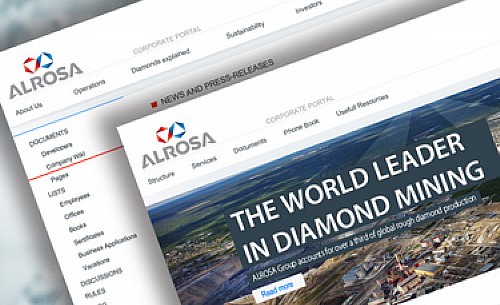 CORPORATE PORTAL
ALROSA
About Us
Operations
Diamonds explained
Sustainability
Investors
NEWS AND PRESS-RELEASES
DOCUMENTS
Developers
Company Wiki
Pages
LISTS
Employees
Offices
Books
Sertificates
Business Applications
Varations
DISCUSSIONS
RULES
CORPORATE PORTAL
ALROSA
Structure
Services
Documents
Phone Book
Usefull Resources
THE WORLD LEADER
IN DIAMOND MINING
ALROSA Group accounts for over a third of global rough diamond production
Read more